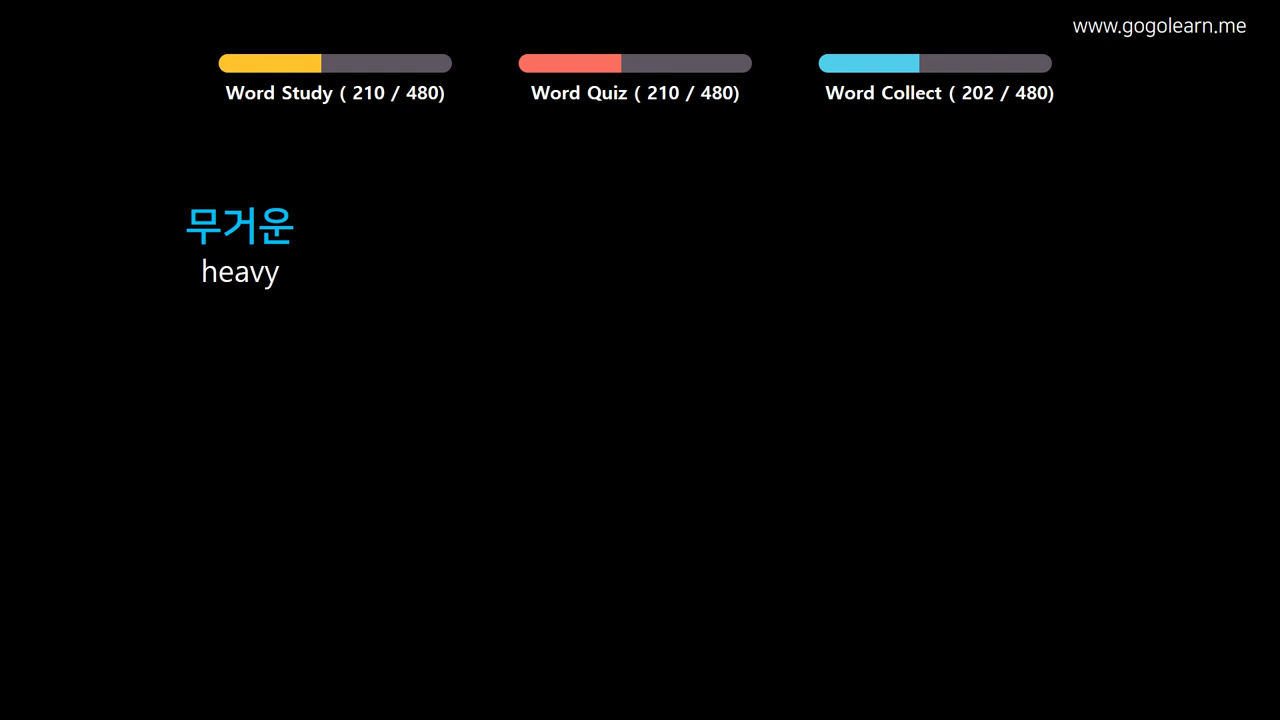 www.gogolearn.me
Word Study ( 210 / 480)
Word Quiz ( 210 / 480)
Word Collect ( 202 / 480)
무거운
heavy